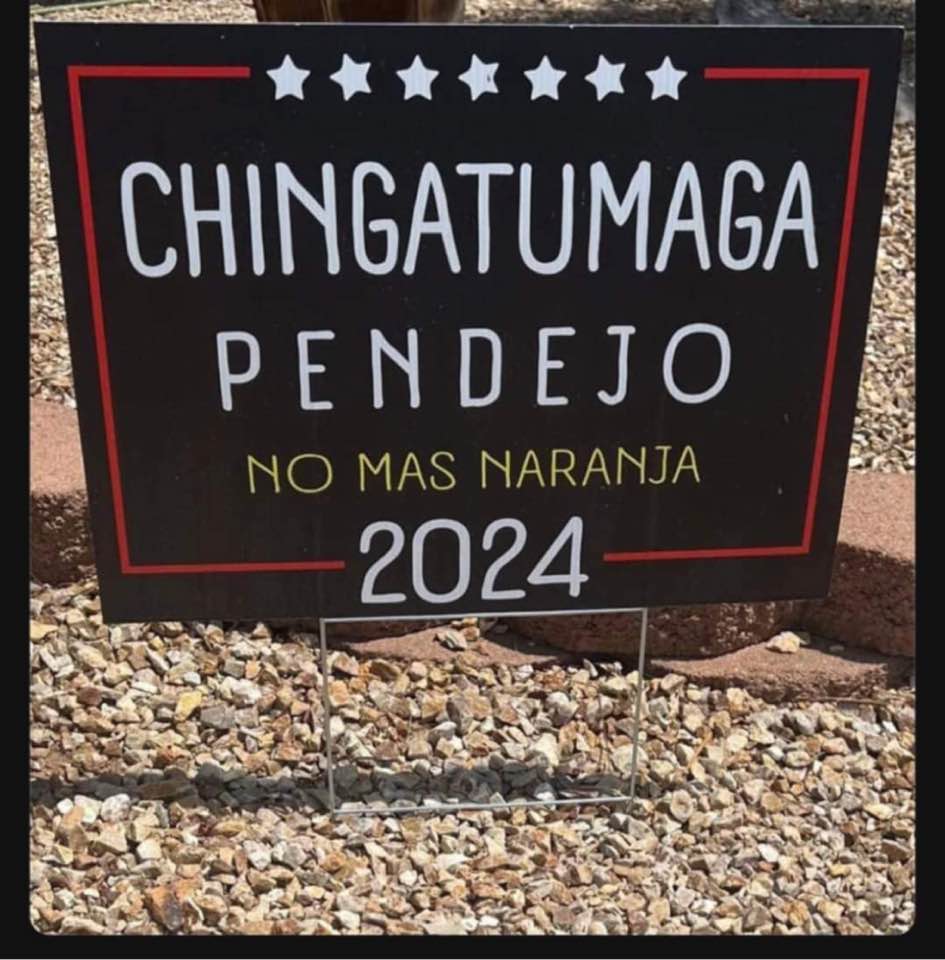 CHINGATUMAGA
PENDEJO
NO MAS NARANJA
2024